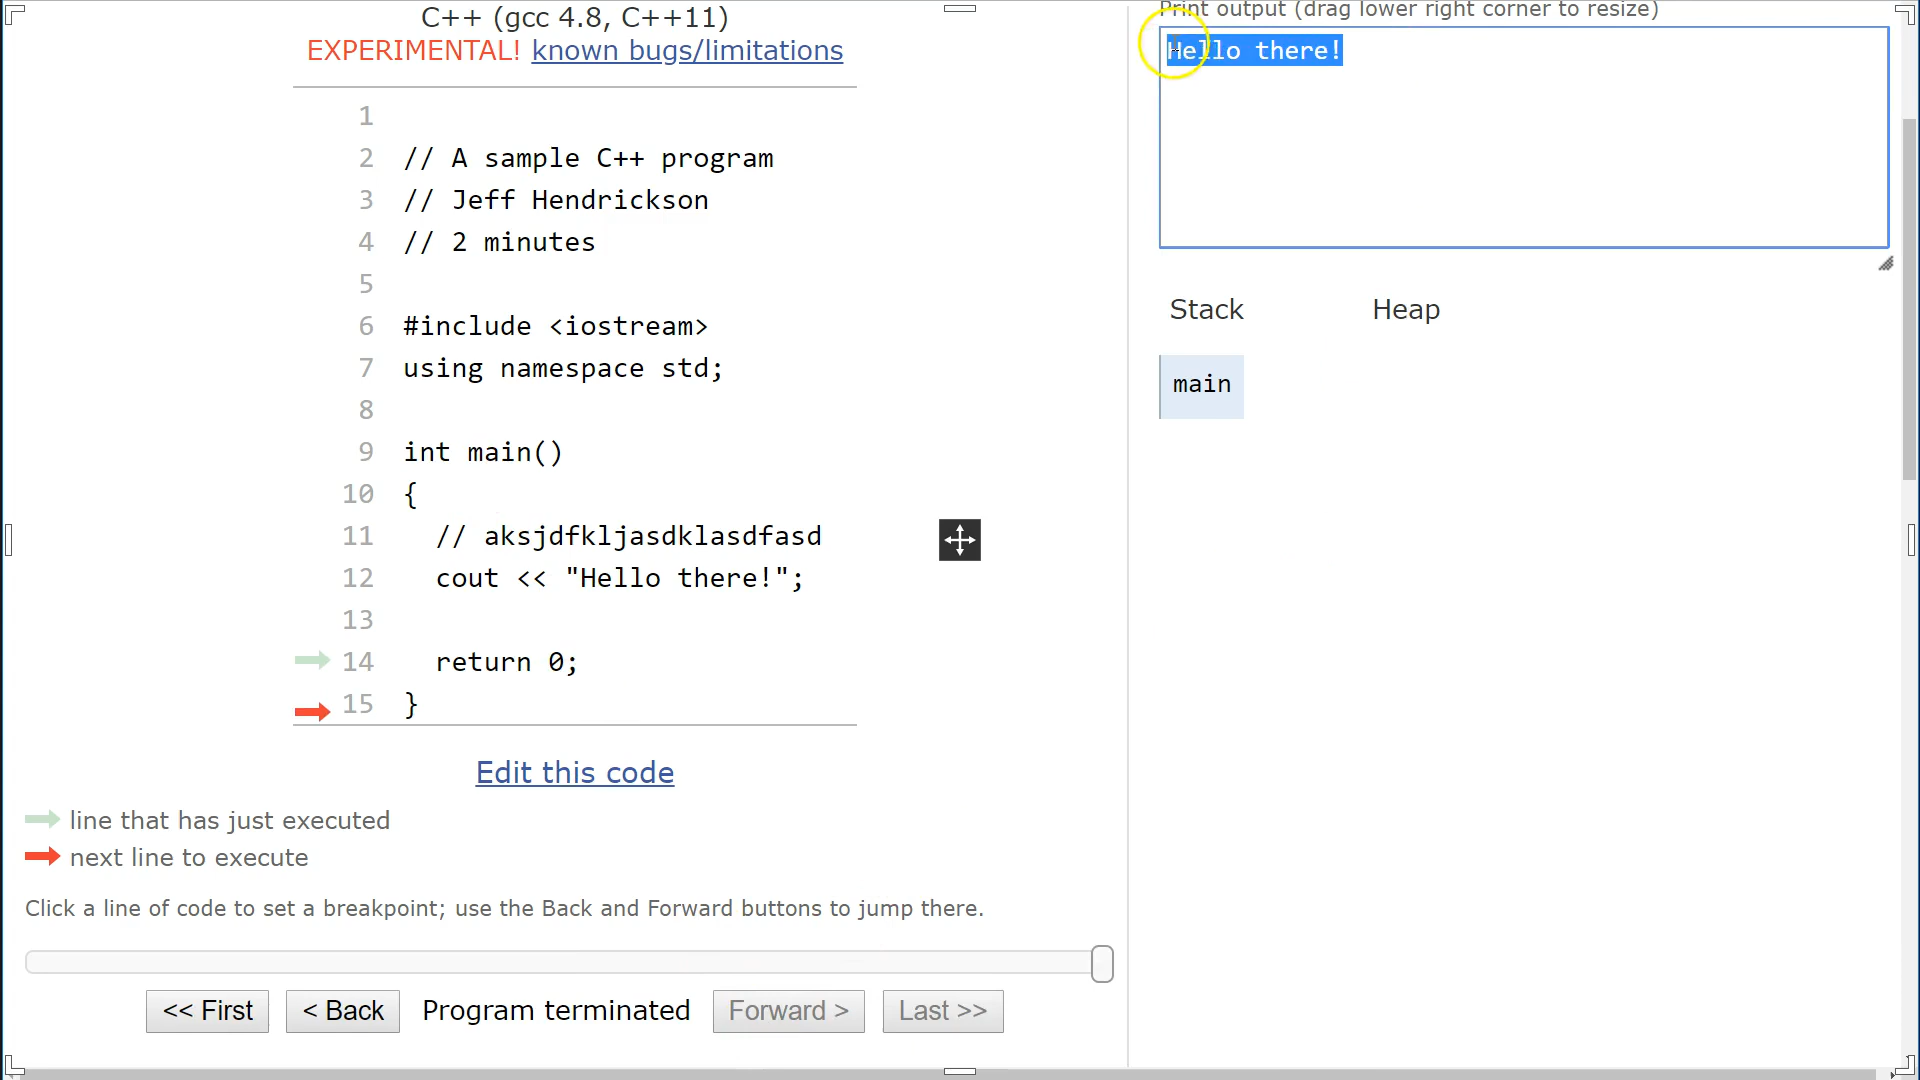 C++ (gcc 4.8, C++11)
EXPERIMENTAL! known bugs/limitations
1
2 // A sample C++ program
3 // Jeff Hendrickson
4 // 2 minutes
5
6 #include <iostream>
7 using namespace std;
8
9 int main()
10 {
11 // aksjdfkljasdklasdfasd
12 cout << "Hello there!";
13
14 return 0;
15 }
Edit this code
line that has just executed
next line to execute
Click a line of code to set a breakpoint; use the Back and Forward buttons to jump there.
<< First < Back Program terminated Forward > Last >>
Print output (drag lower right corner to resize)
Hello there!
Stack Heap
main